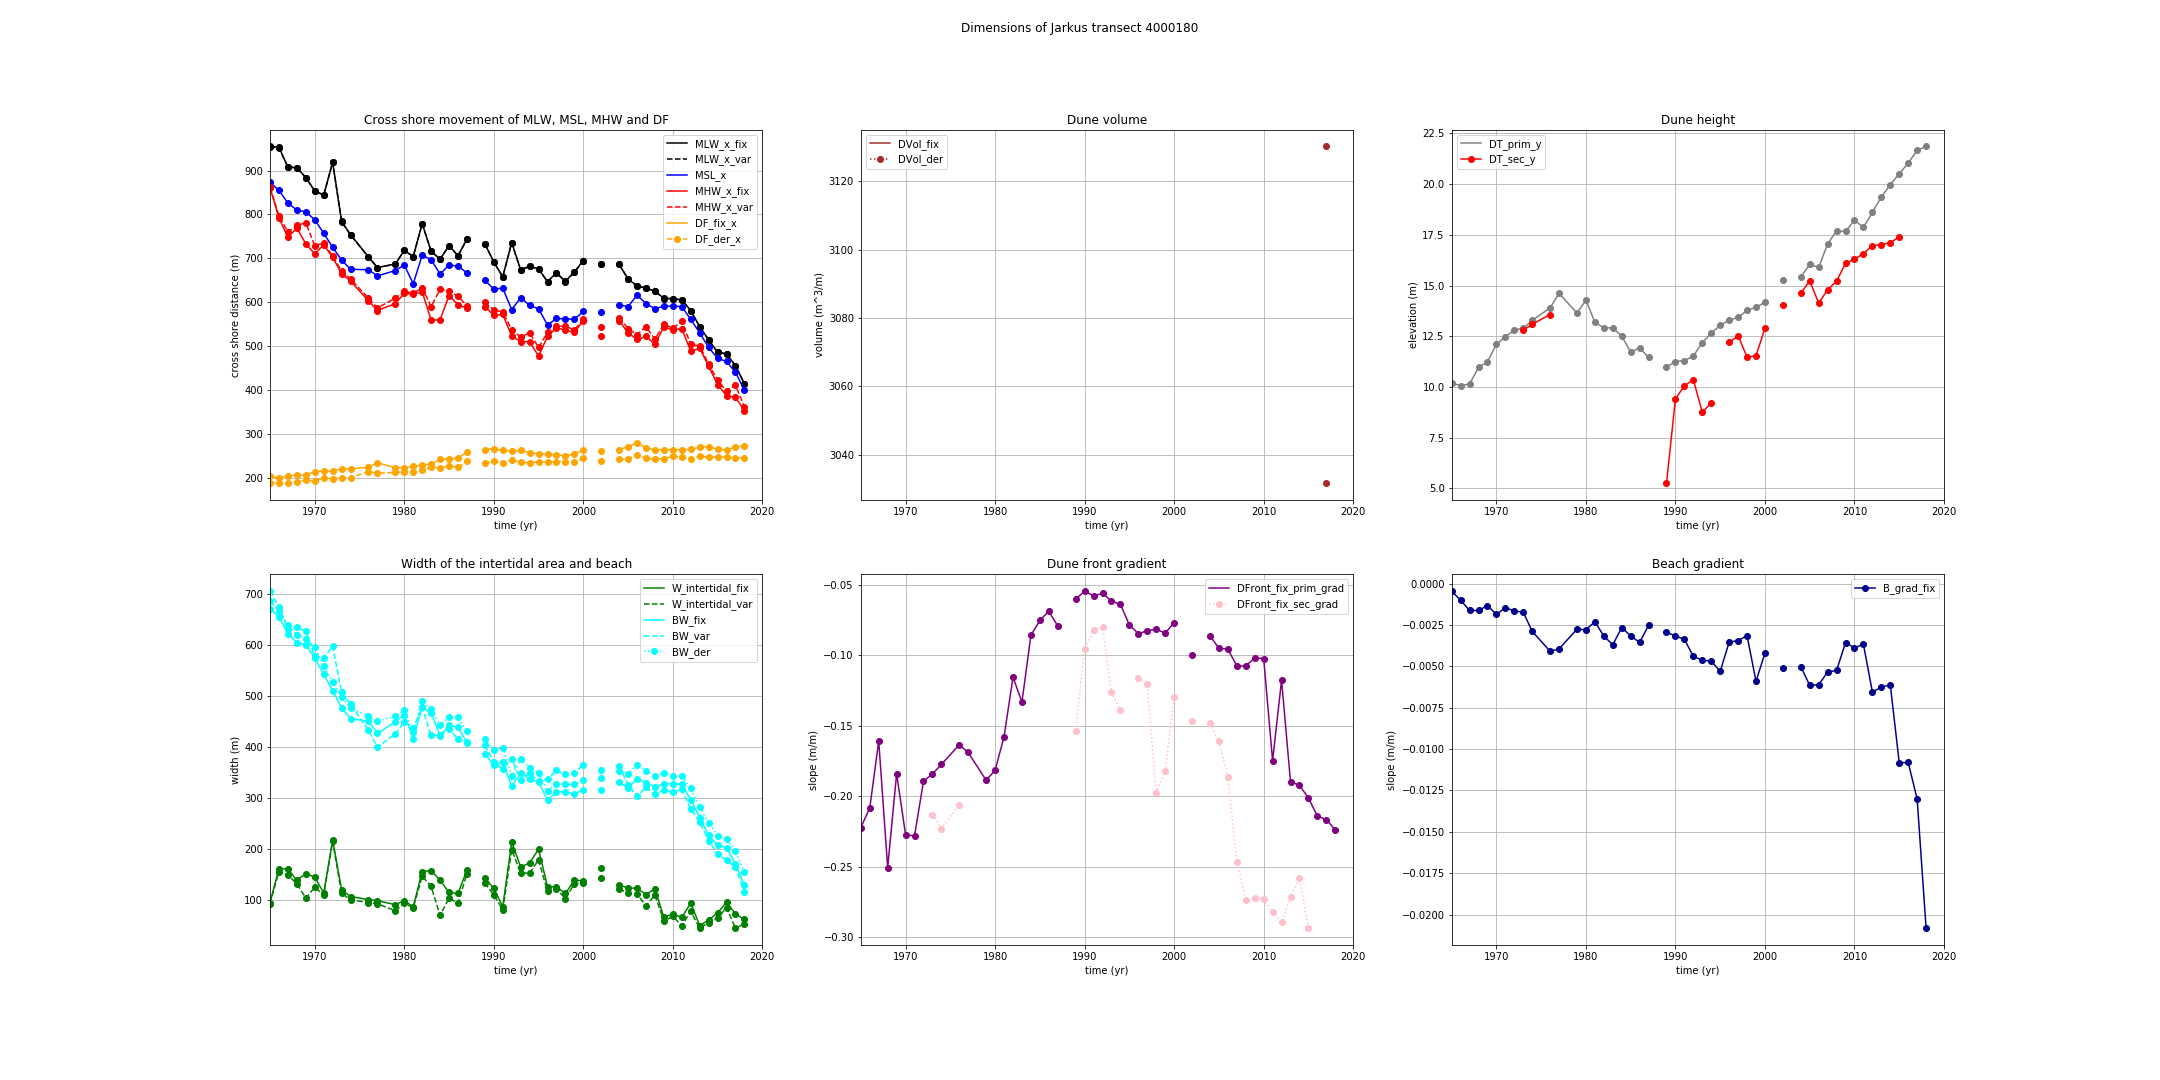 Dimensions of Jarkus transect 4000180
Cross shore movement of MLW, MSL, MHW and DF
cross shore distance (m)
900
800
700
600
500
400
300
200
MLW_x_fix
MLW_x_var
MSL_x
MHW_x_fix
MHW_x_var
DF_fix_x
DF_der_x
1970 1980 1990 2000 2010 2020
time (yr)
Dune volume
volume (m^3/m)
3120
3100
3080
3060
3040
DVol_fix
DVol_der
1970 1980 1990 2000 2010 2020
time (yr)
Dune height
elevation (m)
22.5
20.0
17.5
15.0
12.5
10.0
7.5
5.0
DT_prim_y
DT_sec_y
1970 1980 1990 2000 2010 2020
time (yr)
Width of the intertidal area and beach
width (m)
700
600
500
400
300
200
100
W_intertidal_fix
W_intertidal_var
BW_fix
BW_var
BW_der
1970 1980 1990 2000 2010 2020
time (yr)
Dune front gradient
slope (m/m)
−0.05
−0.10
−0.15
−0.20
−0.25
−0.30
DFront_fix_prim_grad
DFront_fix_sec_grad
1970 1980 1990 2000 2010 2020
time (yr)
Beach gradient
slope (m/m)
0.0000
−0.0025
−0.0050
−0.0075
−0.0100
−0.0125
−0.0150
−0.0175
−0.0200
B_grad_fix
1970 1980 1990 2000 2010 2020
time (yr)